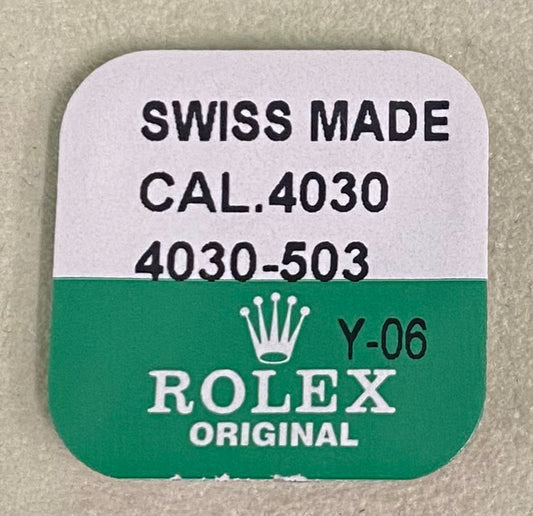 SWISS MADE
CAL.4030
4030-503
Y-06
ROLEX
ORIGINAL